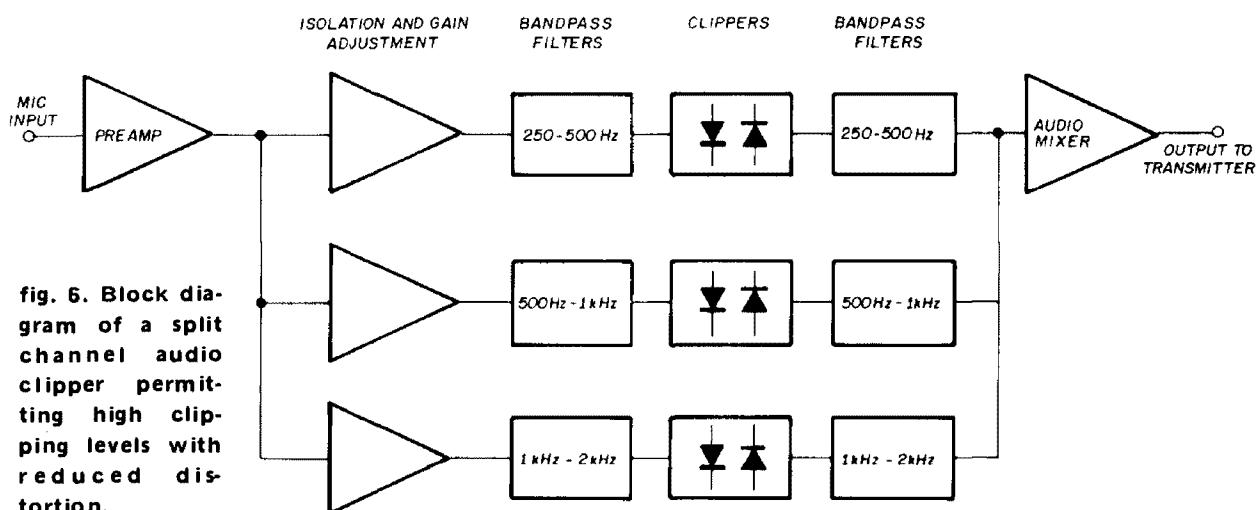 ISOLATION AND GAIN
ADJUSTMENT
BANDPASS
FILTERS
CLIPPERS
BANDPASS
FILTERS
MIC
INPUT
PREAMP
250-500 Hz
250-500 Hz
AUDIO
MIXER
OUTPUT TO
TRANSMITTER
500Hz-1kHz
500Hz-1kHz
1kHz-2kHz
1kHz-2kHz
fig. 6. Block dia-
gram of a split
channel audio
clipper permit-
ting high clip-
ping levels with
reduced dis-
tortion.